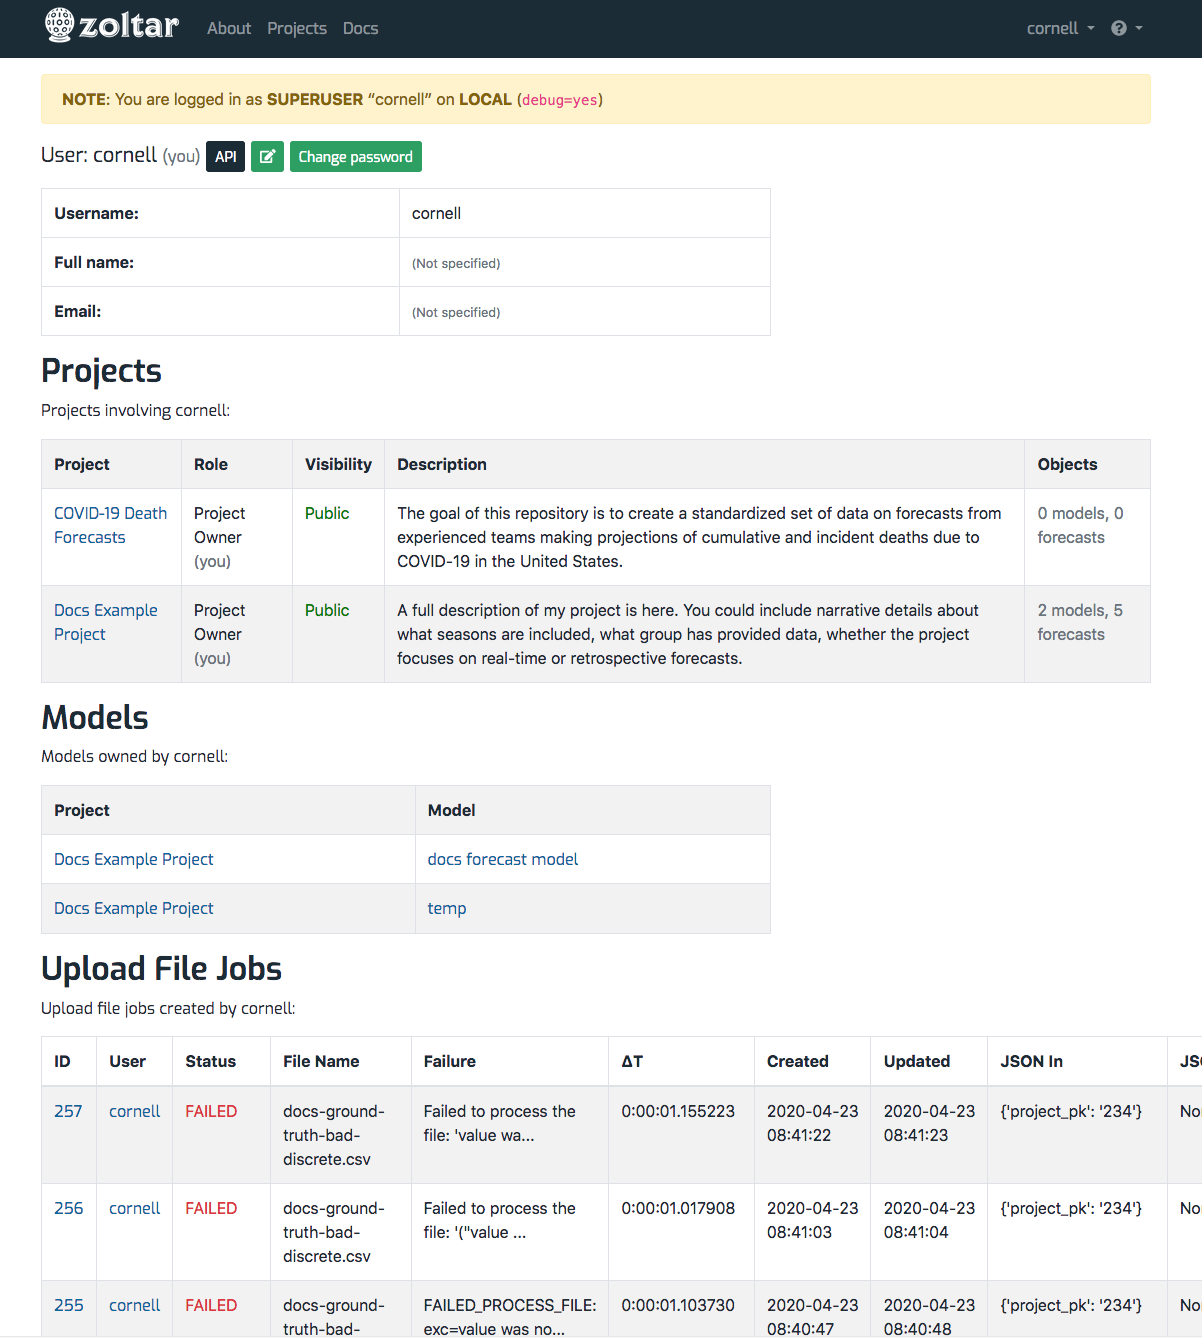 zoltar About Projects Docs cornell
NOTE: You are logged in as SUPERUSER “cornell” on LOCAL (debug=yes)
User: cornell (you) API Change password
Username: cornell
Full name: (Not specified)
Email: (Not specified)
Projects
Projects involving cornell:
Project Role Visibility Description Objects
COVID-19 Death Project Public The goal of this repository is to create a standardized set of data on forecasts from 0 models, 0
Forecasts Owner experienced teams making projections of cumulative and incident deaths due to forecasts
(you) COVID-19 in the United States.
Docs Example Project Public A full description of my project is here. You could include narrative details about 2 models, 5
Project Owner what seasons are included, what group has provided data, whether the project forecasts
(you) focuses on real-time or retrospective forecasts.
Models
Models owned by cornell:
Project Model
Docs Example Project docs forecast model
Docs Example Project temp
Upload File Jobs
Upload file jobs created by cornell:
ID User Status File Name Failure ΔT Created Updated JSON In
257 cornell FAILED docs-ground- Failed to process the 0:00:01.155223 2020-04-23 2020-04-23 {'project_pk': '234'} No
truth-bad- file: 'value wa... 08:41:22 08:41:23
discrete.csv
256 cornell FAILED docs-ground- Failed to process the 0:00:01.017908 2020-04-23 2020-04-23 {'project_pk': '234'} No
truth-bad- file: '("value ... 08:41:03 08:41:04
discrete.csv
255 cornell FAILED docs-ground- FAILED_PROCESS_FILE: 0:00:01.103730 2020-04-23 2020-04-23 {'project_pk': '234'} No
truth-bad- exc=value was no... 08:40:47 08:40:48